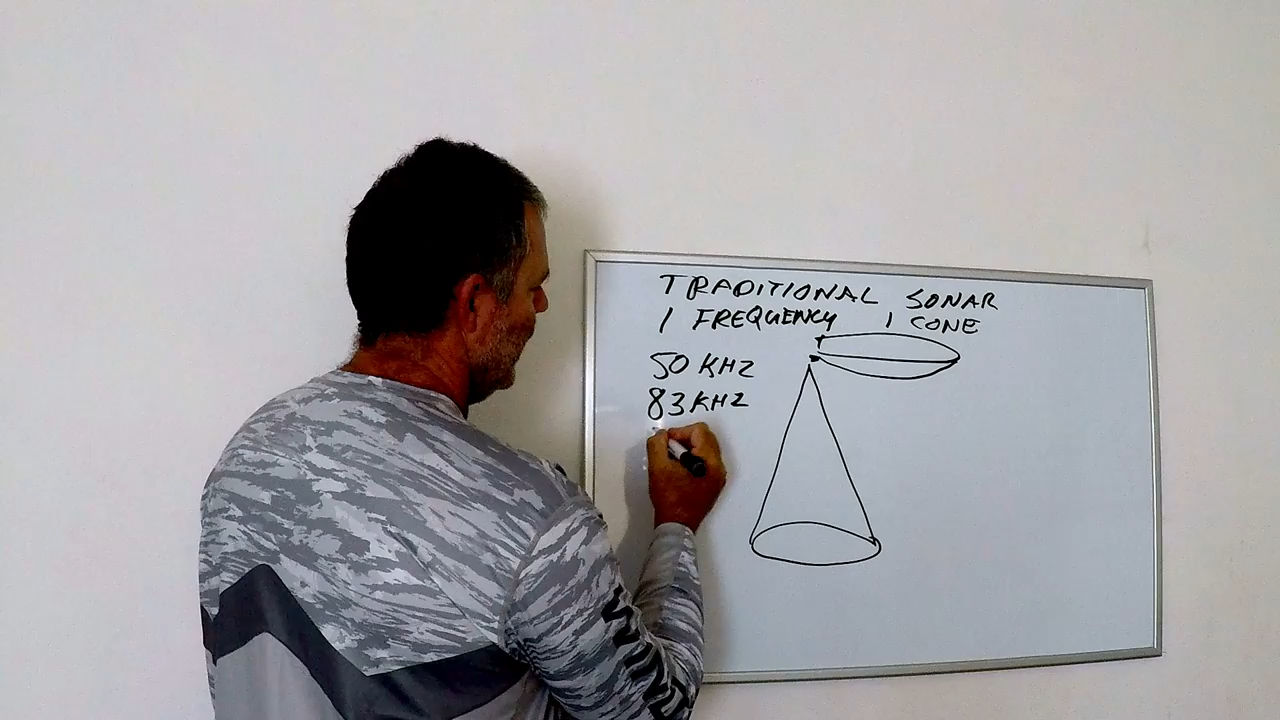 TRADITIONAL SONAR
1 FREQUENCY 1 CONE
50 KHZ
83 KHZ